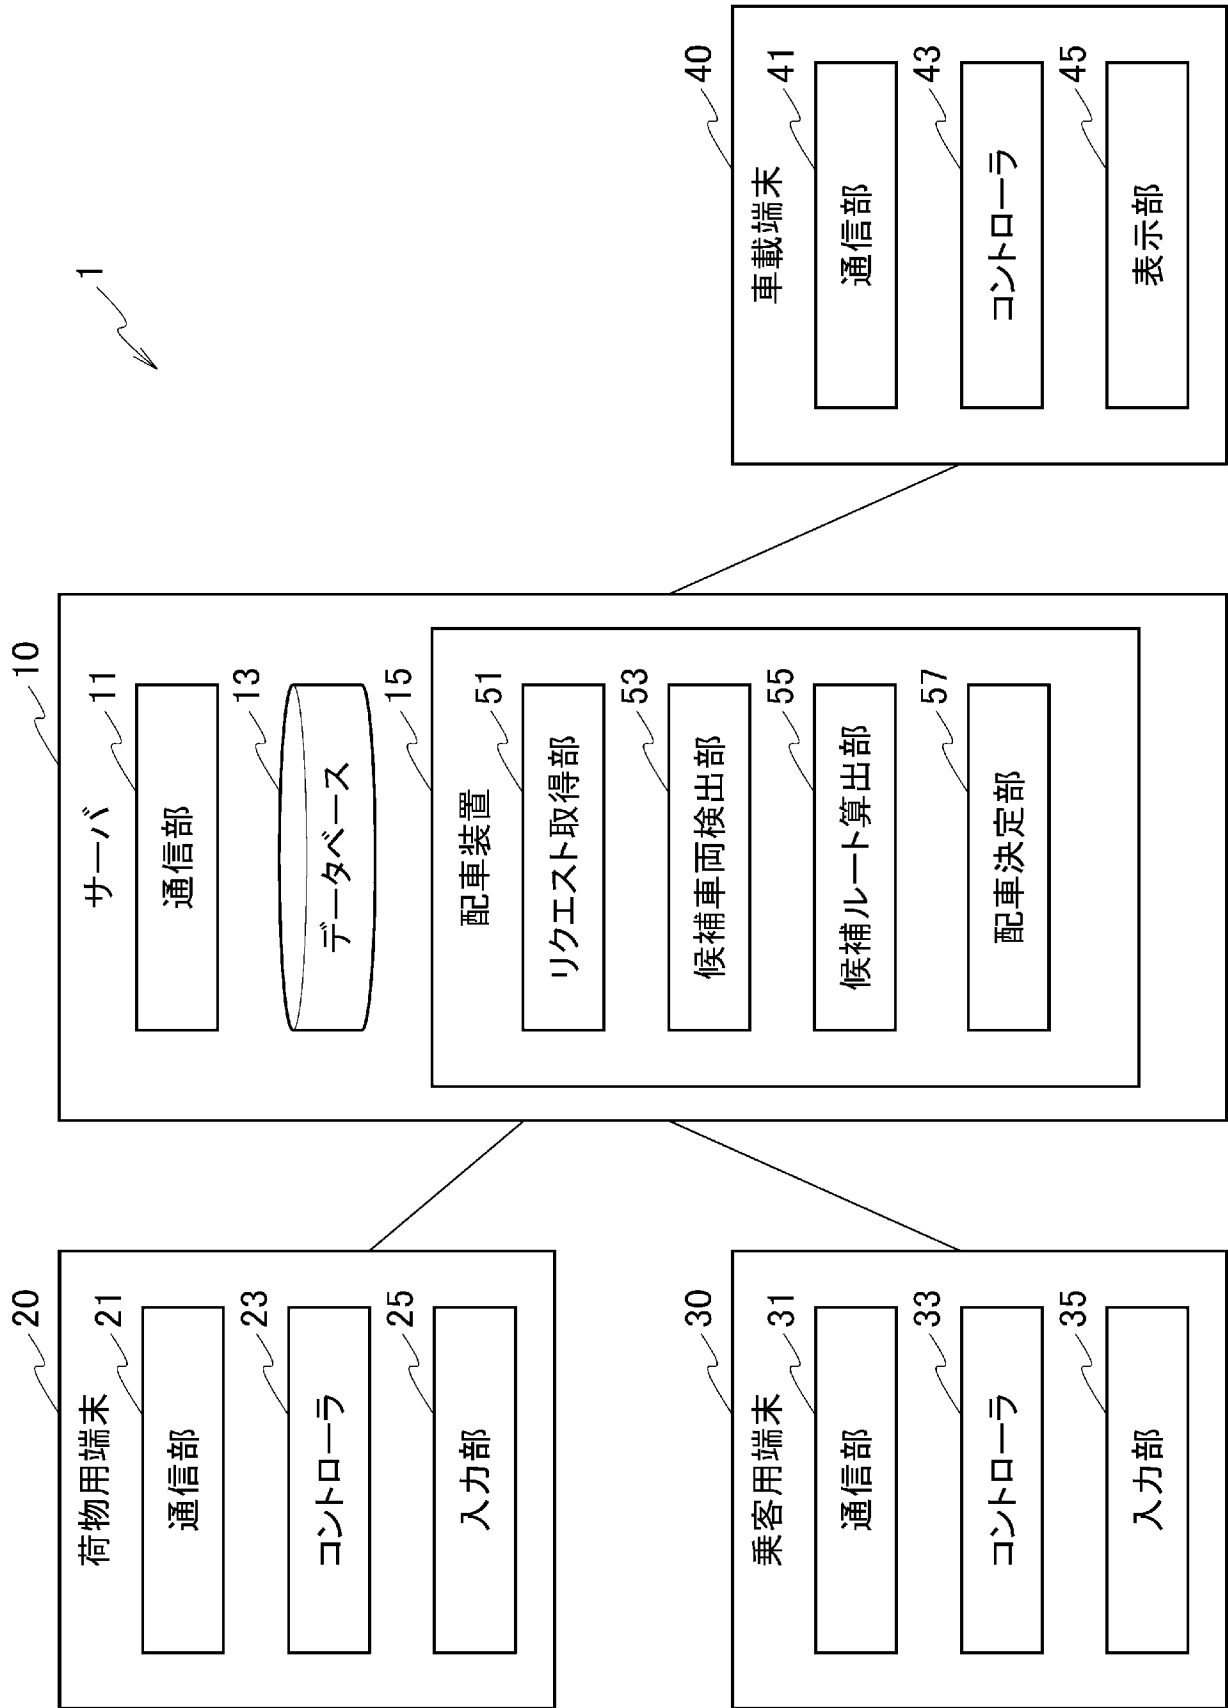 1
20
荷物用端末
21
通信部
23
コントローラ
25
入力部
30
乗客用端末
31
通信部
33
コントローラ
35
入力部
10
サーバ
11
通信部
13
データベース
15
配車装置
51
リクエスト取得部
53
候補車両検出部
55
候補ルート算出部
57
配車決定部
40
車載端末
41
通信部
43
コントローラ
45
表示部